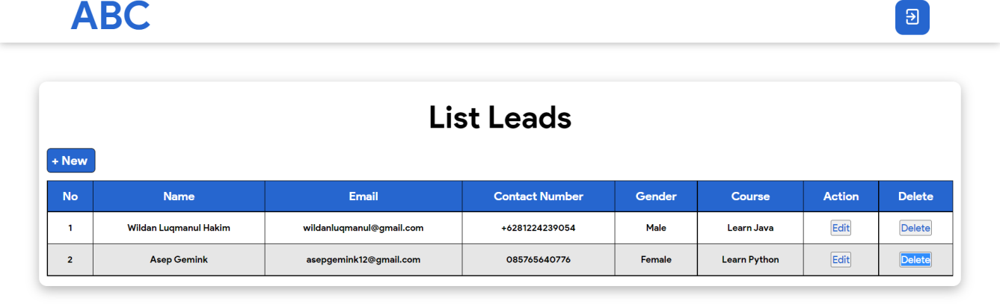 ABC
List Leads
+ New
No Name Email Contact Number Gender Course Action Delete
1 Wildan Luqmanul Hakim wildanluqmanul@gmail.com +6281224239054 Male Learn Java Edit Delete
2 Asep Gemink asepgemink12@gmail.com 085765640776 Female Learn Python Edit Delete